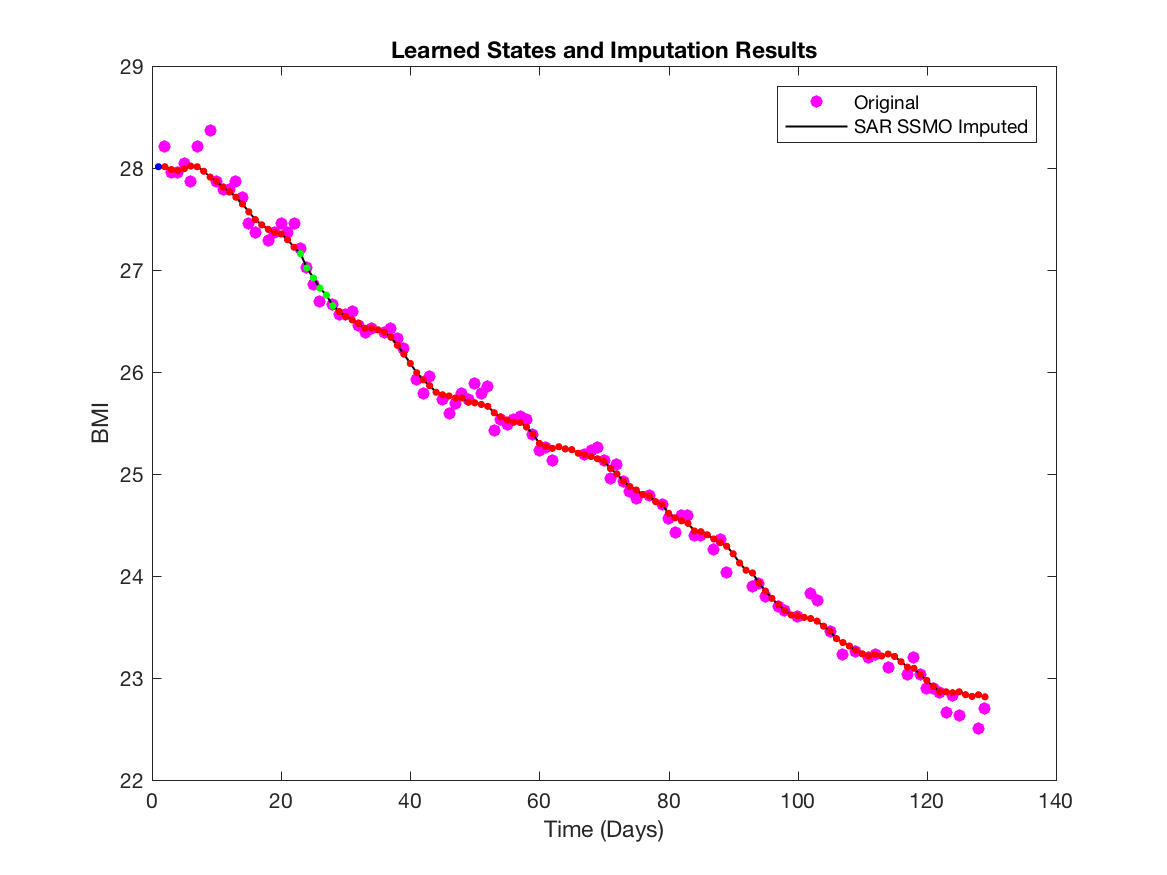 Learned States and Imputation Results
29
28
27
26
25
24
23
22
BMI
Original
SAR SSMO Imputed
0 20 40 60 80 100 120 140
Time (Days)